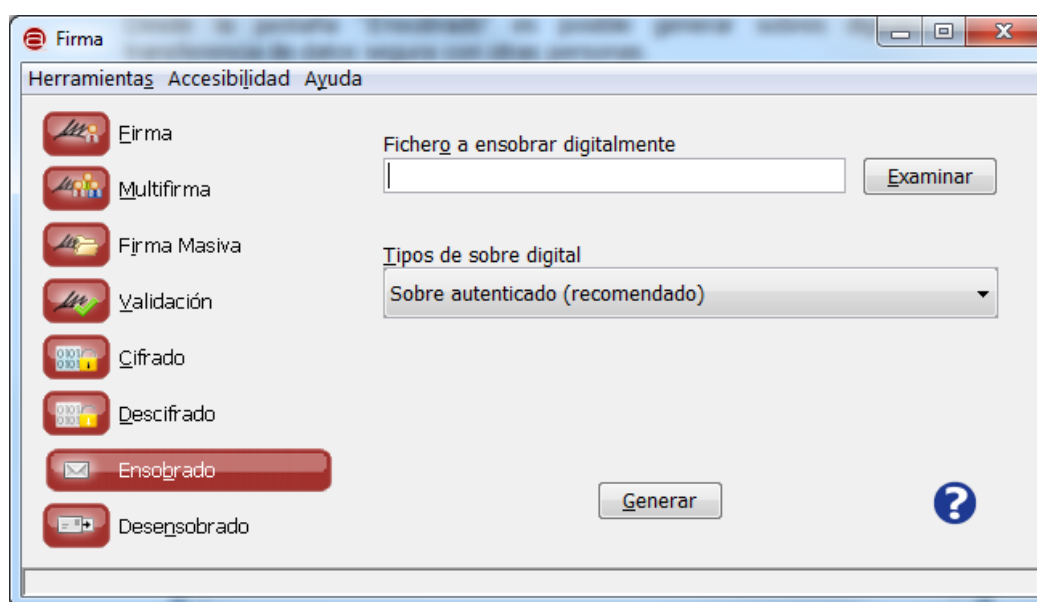 Firma
Herramientas Accesibilidad Ayuda
Firma
Multifirma
Firma Masiva
Validación
Cifrado
Descifrado
Ensobrado
Desensobrado
Fichero a ensobrar digitalmente
Examinar
Tipos de sobre digital
Sobre autenticado (recomendado)
Generar